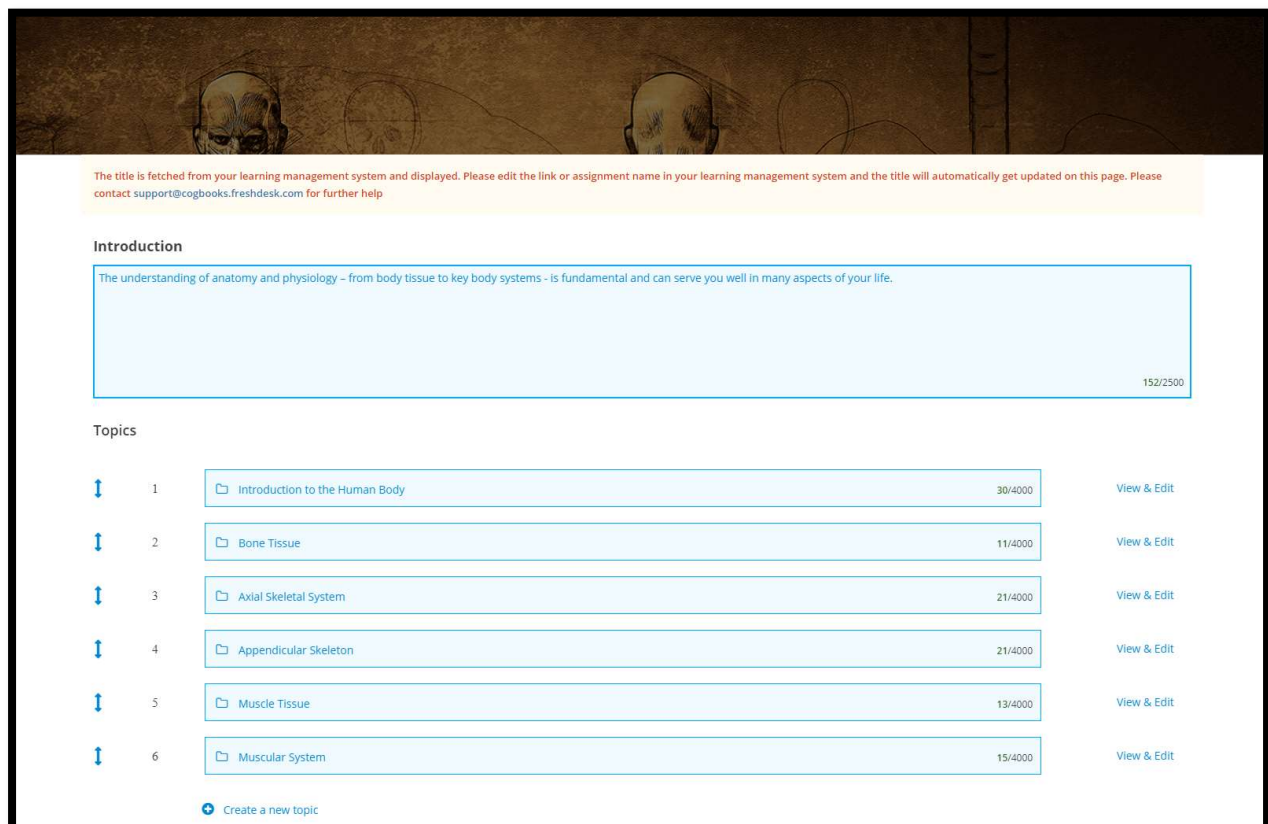 The title is fetched from your learning management system and displayed. Please edit the link or assignment name in your learning management system and the title will automatically get updated on this page. Please
contact support@cogbooks.freshdesk.com for further help
Introduction
The understanding of anatomy and physiology – from body tissue to key body systems - is fundamental and can serve you well in many aspects of your life.
152/2500
Topics
1 Introduction to the Human Body 30/4000 View & Edit
2 Bone Tissue 11/4000 View & Edit
3 Axial Skeletal System 21/4000 View & Edit
4 Appendicular Skeleton 21/4000 View & Edit
5 Muscle Tissue 13/4000 View & Edit
6 Muscular System 15/4000 View & Edit
Create a new topic